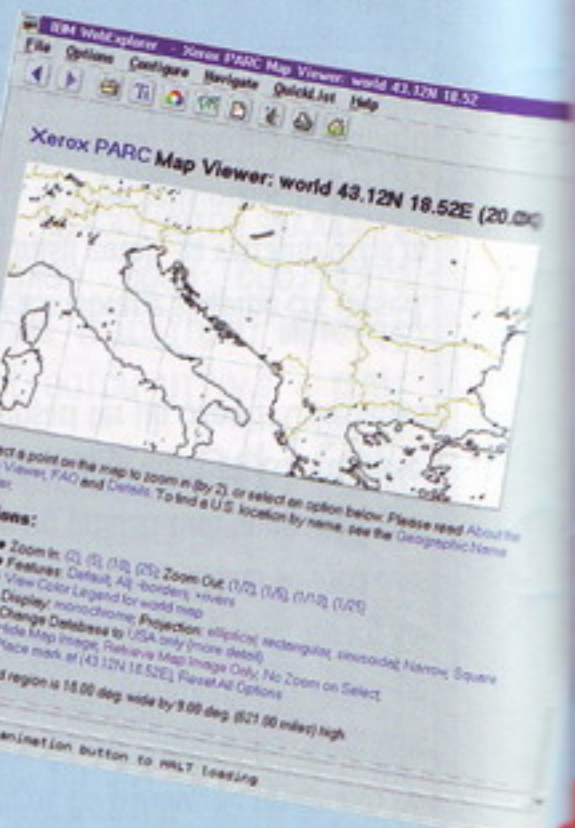 IBM WebExplorer - Xerox PARC Map Viewer: world 43.12N 18.52
File Options Configure Navigate QuickList Help
Xerox PARC Map Viewer: world 43.12N 18.52E (20.0X)
ect a point on the map to zoom in (by 2), or select an option below. Please read About the
Viewer, FAQ and Details. To find a U.S. location by name, see the Geographic Name
er.
ions:
Zoom In: (2), (5), (10), (25); Zoom Out: (1/2), (1/5), (1/10), (1/25)
Features: Default, All; -borders, +rivers
View Color Legend for world map
Display: monochrome; Projection: elliptical, rectangular, sinusoidal; Narrow, Square
Change Database to USA only (more detail)
Hide Map Image, Retrieve Map Image Only, No Zoom on Select,
Place mark at (43.12N 18.52E), Reset All Options
d region is 18.00 deg. wide by 9.00 deg. (621.00 miles) high
animation button to HALT loading